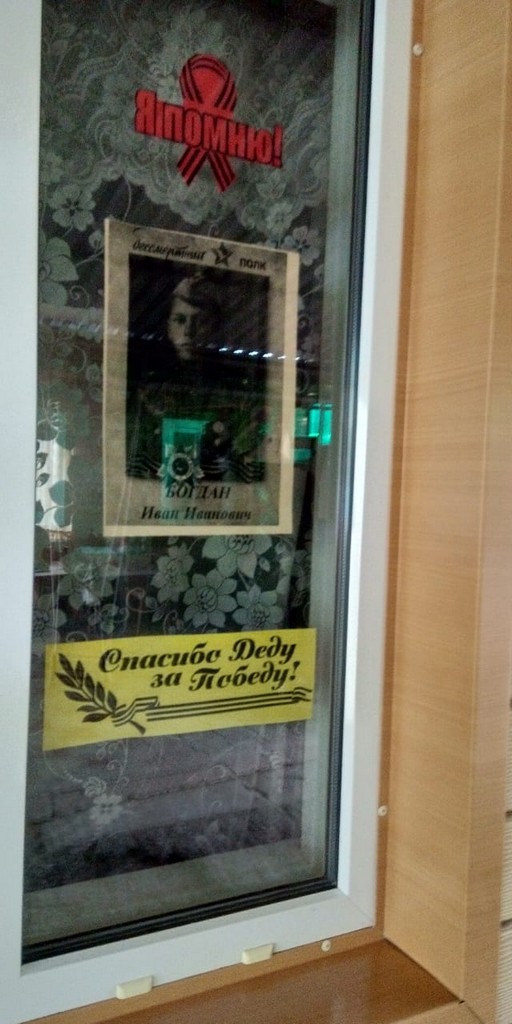 Я помню!
бессмертный полк
БОГДАН
Иван Иванович
Спасибо Деду
за Победу!